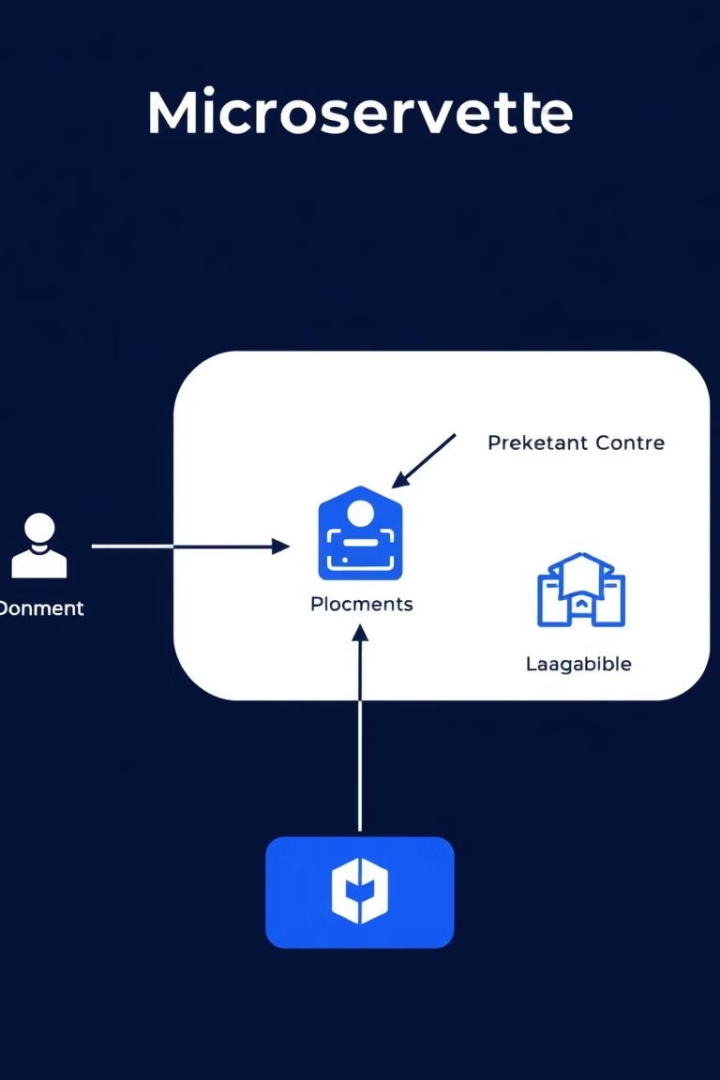 Microservette
Preketant Contre
Donment
Plocments
Laagabible